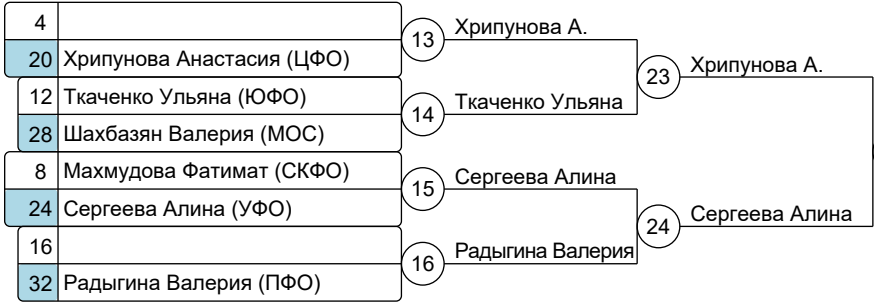 4
20 Хрипунова Анастасия (ЦФО)
12 Ткаченко Ульяна (ЮФО)
28 Шахбазян Валерия (МОС)
8 Махмудова Фатимат (СКФО)
24 Сергеева Алина (УФО)
16
32 Радыгина Валерия (ПФО)
13 Хрипунова А.
14 Ткаченко Ульяна
15 Сергеева Алина
16 Радыгина Валерия
23 Хрипунова А.
24 Сергеева Алина